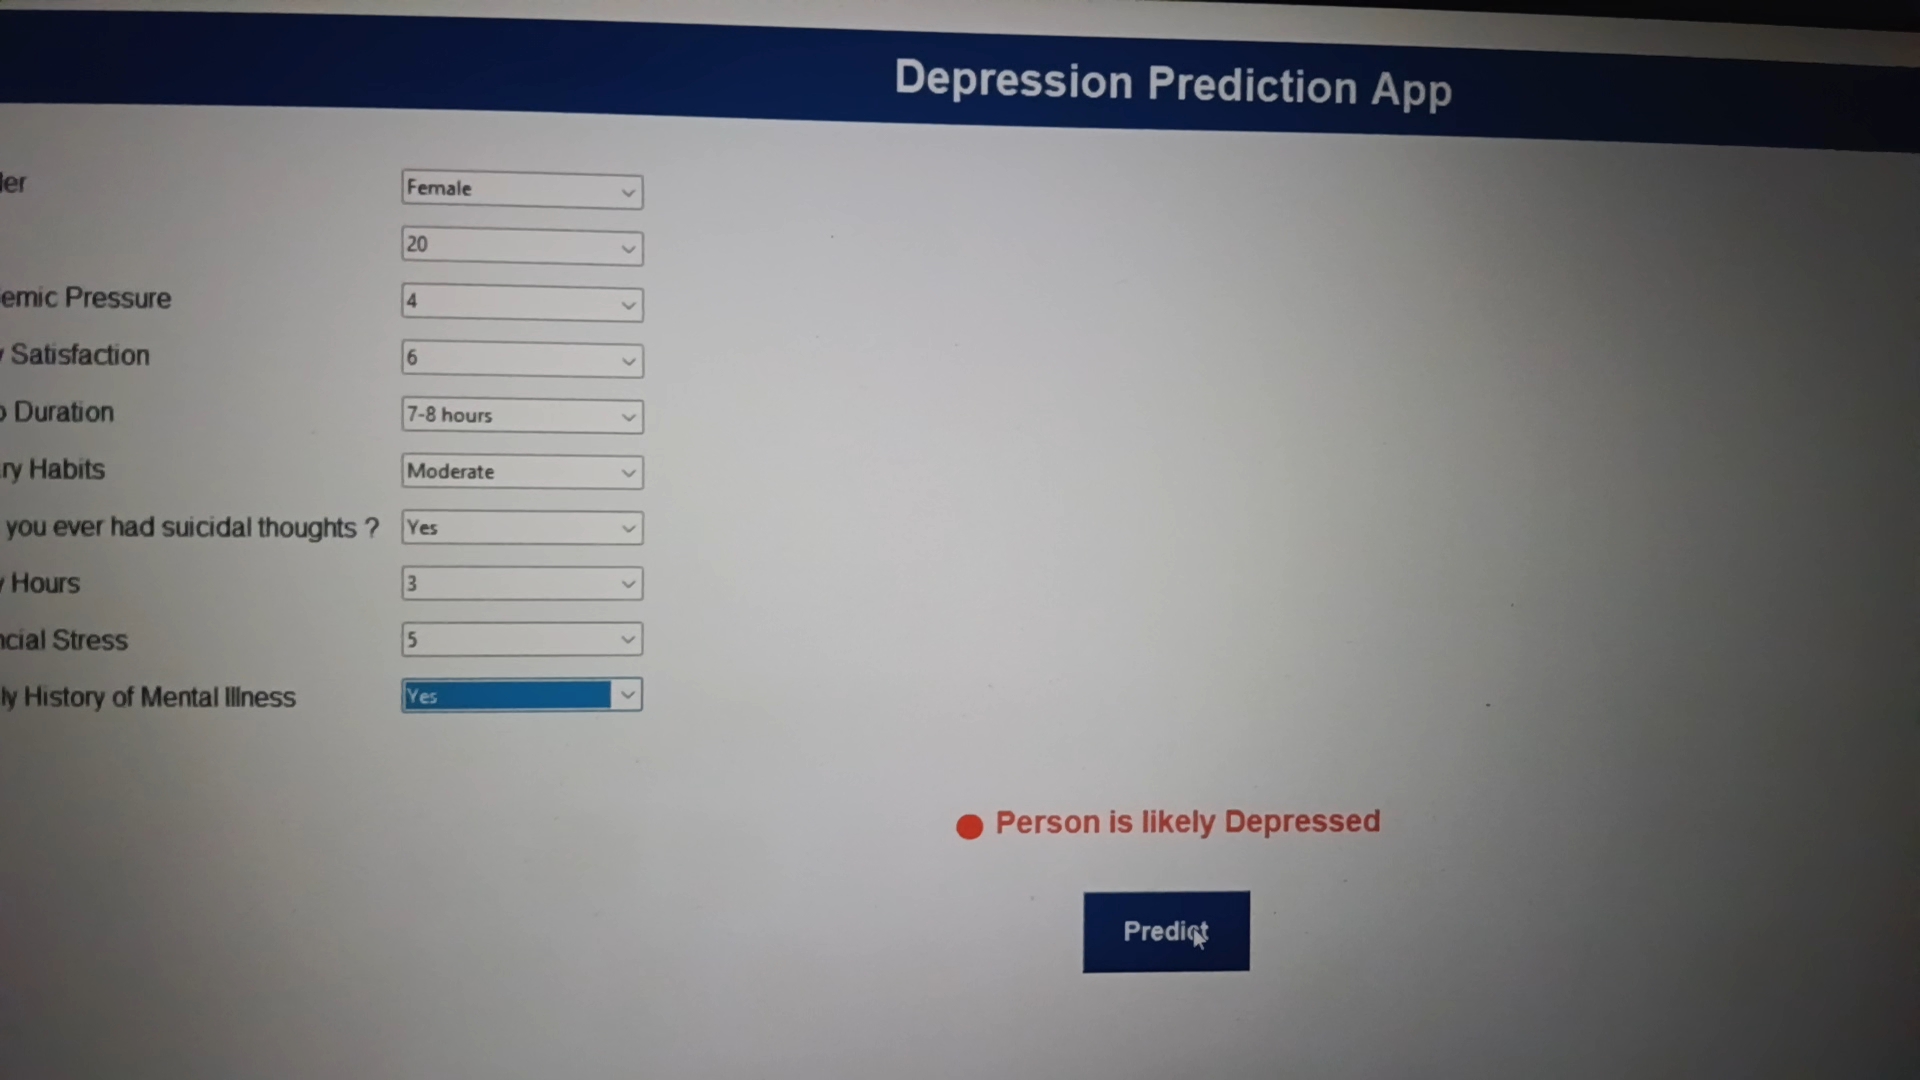 Depression Prediction App
der Female
20
emic Pressure 4
y Satisfaction 6
p Duration 7-8 hours
ry Habits Moderate
you ever had suicidal thoughts ? Yes
y Hours 3
ncial Stress 5
ly History of Mental Illness Yes
Person is likely Depressed
Predict